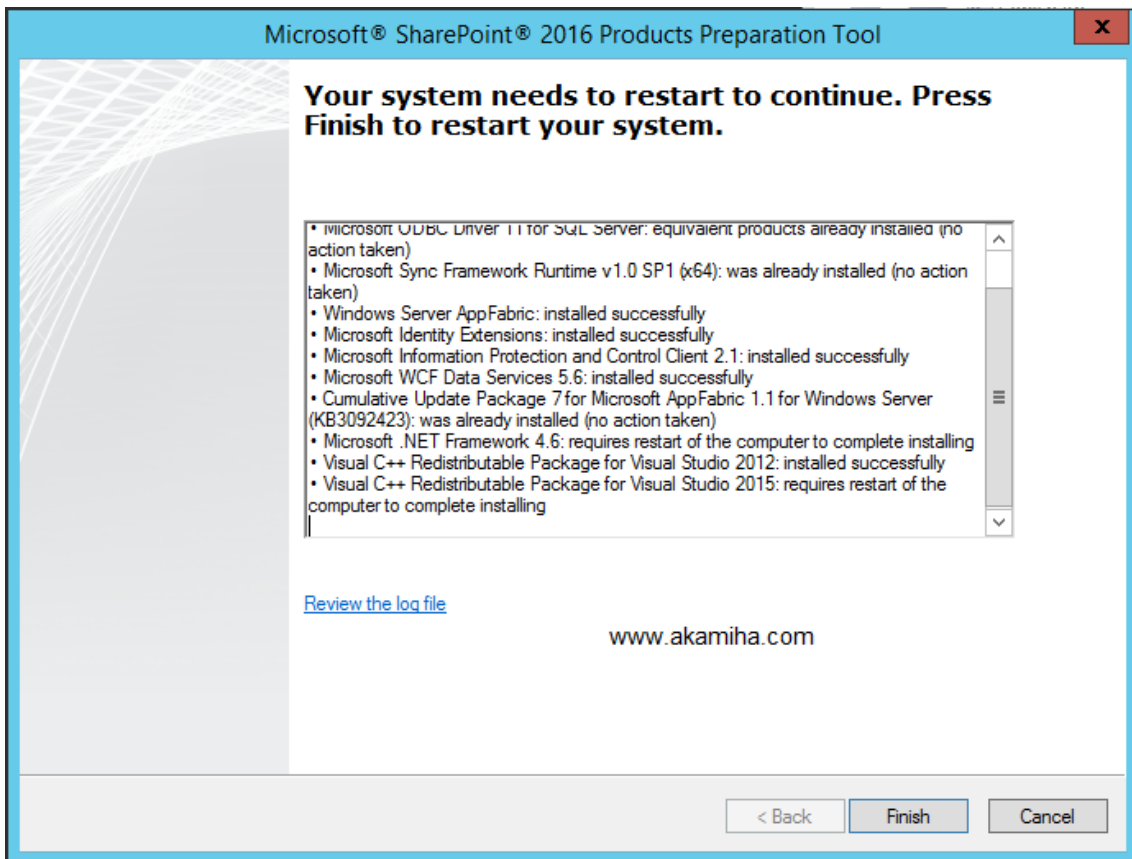 Microsoft® SharePoint® 2016 Products Preparation Tool
x
Your system needs to restart to continue. Press
Finish to restart your system.
• Microsoft ODBC Driver 11 for SQL Server: equivalent products already installed (no
action taken)
• Microsoft Sync Framework Runtime v1.0 SP1 (x64): was already installed (no action
taken)
• Windows Server AppFabric: installed successfully
• Microsoft Identity Extensions: installed successfully
• Microsoft Information Protection and Control Client 2.1: installed successfully
• Microsoft WCF Data Services 5.6: installed successfully
• Cumulative Update Package 7 for Microsoft AppFabric 1.1 for Windows Server
(KB3092423): was already installed (no action taken)
• Microsoft .NET Framework 4.6: requires restart of the computer to complete installing
• Visual C++ Redistributable Package for Visual Studio 2012: installed successfully
• Visual C++ Redistributable Package for Visual Studio 2015: requires restart of the
computer to complete installing
Review the log file
www.akamiha.com
< Back
Finish
Cancel